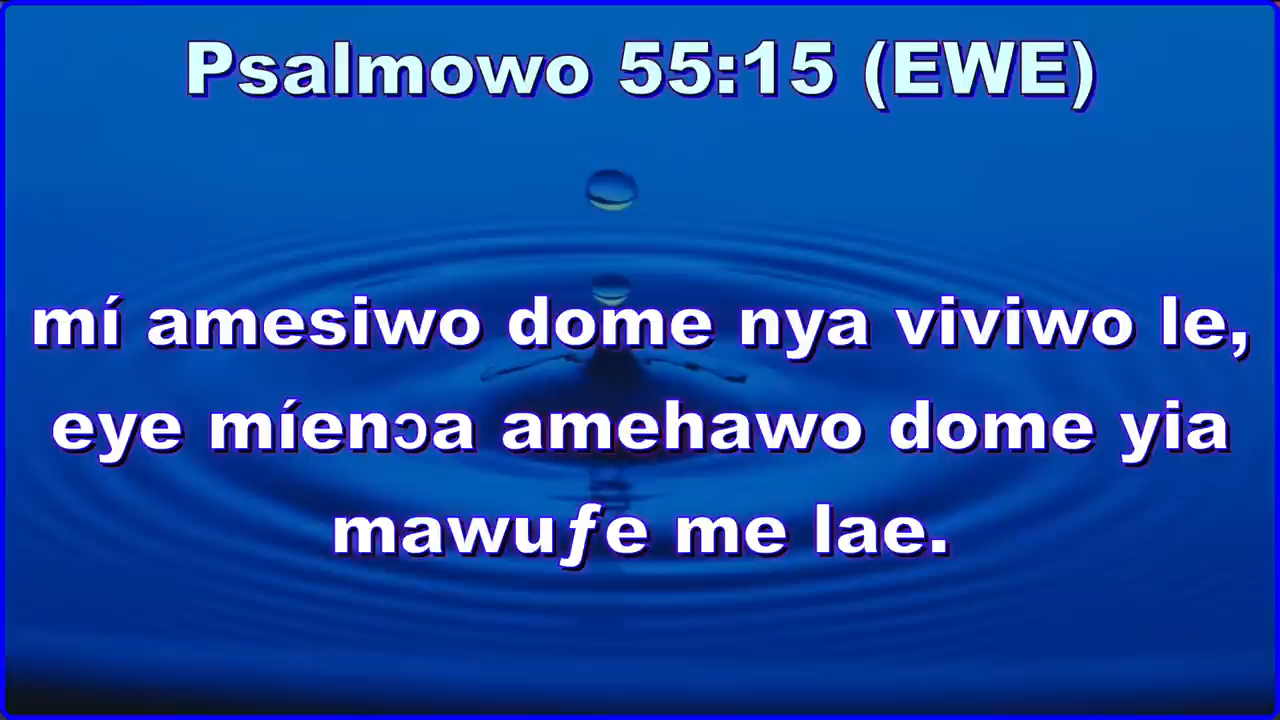 Psalmowo 55:15 (EWE)
mí amesiwo dome nya viviwo le,
eye míenɔa amehawo dome yia
mawuƒe me lae.